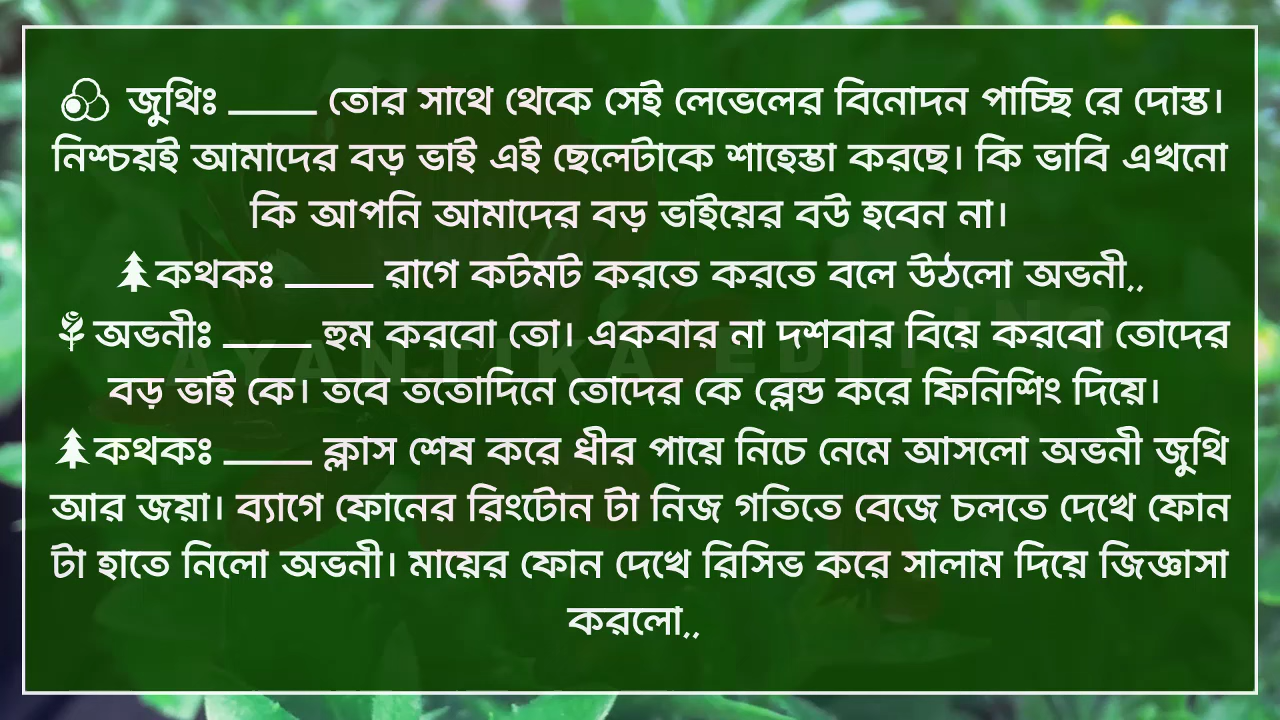 জুথিঃ ____ তোর সাথে থেকে সেই লেভেলের বিনোদন পাচ্ছি রে দোস্ত।
নিশ্চয়ই আমাদের বড় ভাই এই ছেলেটাকে শাহেস্তা করছে। কি ভাবি এখনো
কি আপনি আমাদের বড় ভাইয়ের বউ হবেন না।
🌲কথকঃ ____ রাগে কটমট করতে করতে বলে উঠলো অভনী,,
🌹অভনীঃ ____ হুম করবো তো। একবার না দশবার বিয়ে করবো তোদের
বড় ভাই কে। তবে ততোদিনে তোদের কে ব্লেন্ড করে ফিনিশিং দিয়ে।
🌲কথকঃ ____ ক্লাস শেষ করে ধীর পায়ে নিচে নেমে আসলো অভনী জুথি
আর জয়া। ব্যাগে ফোনের রিংটোন টা নিজ গতিতে বেজে চলতে দেখে ফোন
টা হাতে নিলো অভনী। মায়ের ফোন দেখে রিসিভ করে সালাম দিয়ে জিজ্ঞাসা
করলো,,
AYANTIKA EDITING